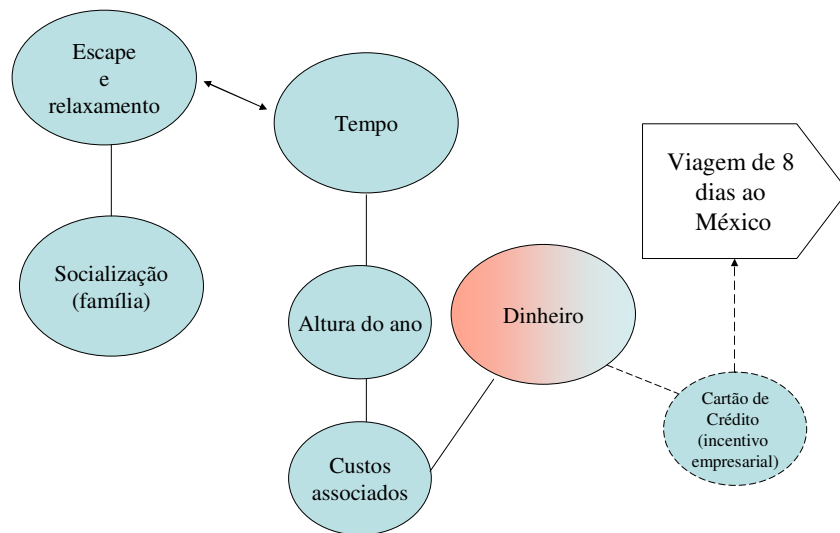 Escape
e
relaxamento
Tempo
Viagem de 8
dias ao
México
Socialização
(família)
Altura do ano
Dinheiro
Cartão de
Crédito
(incentivo
empresarial)
Custos
associados